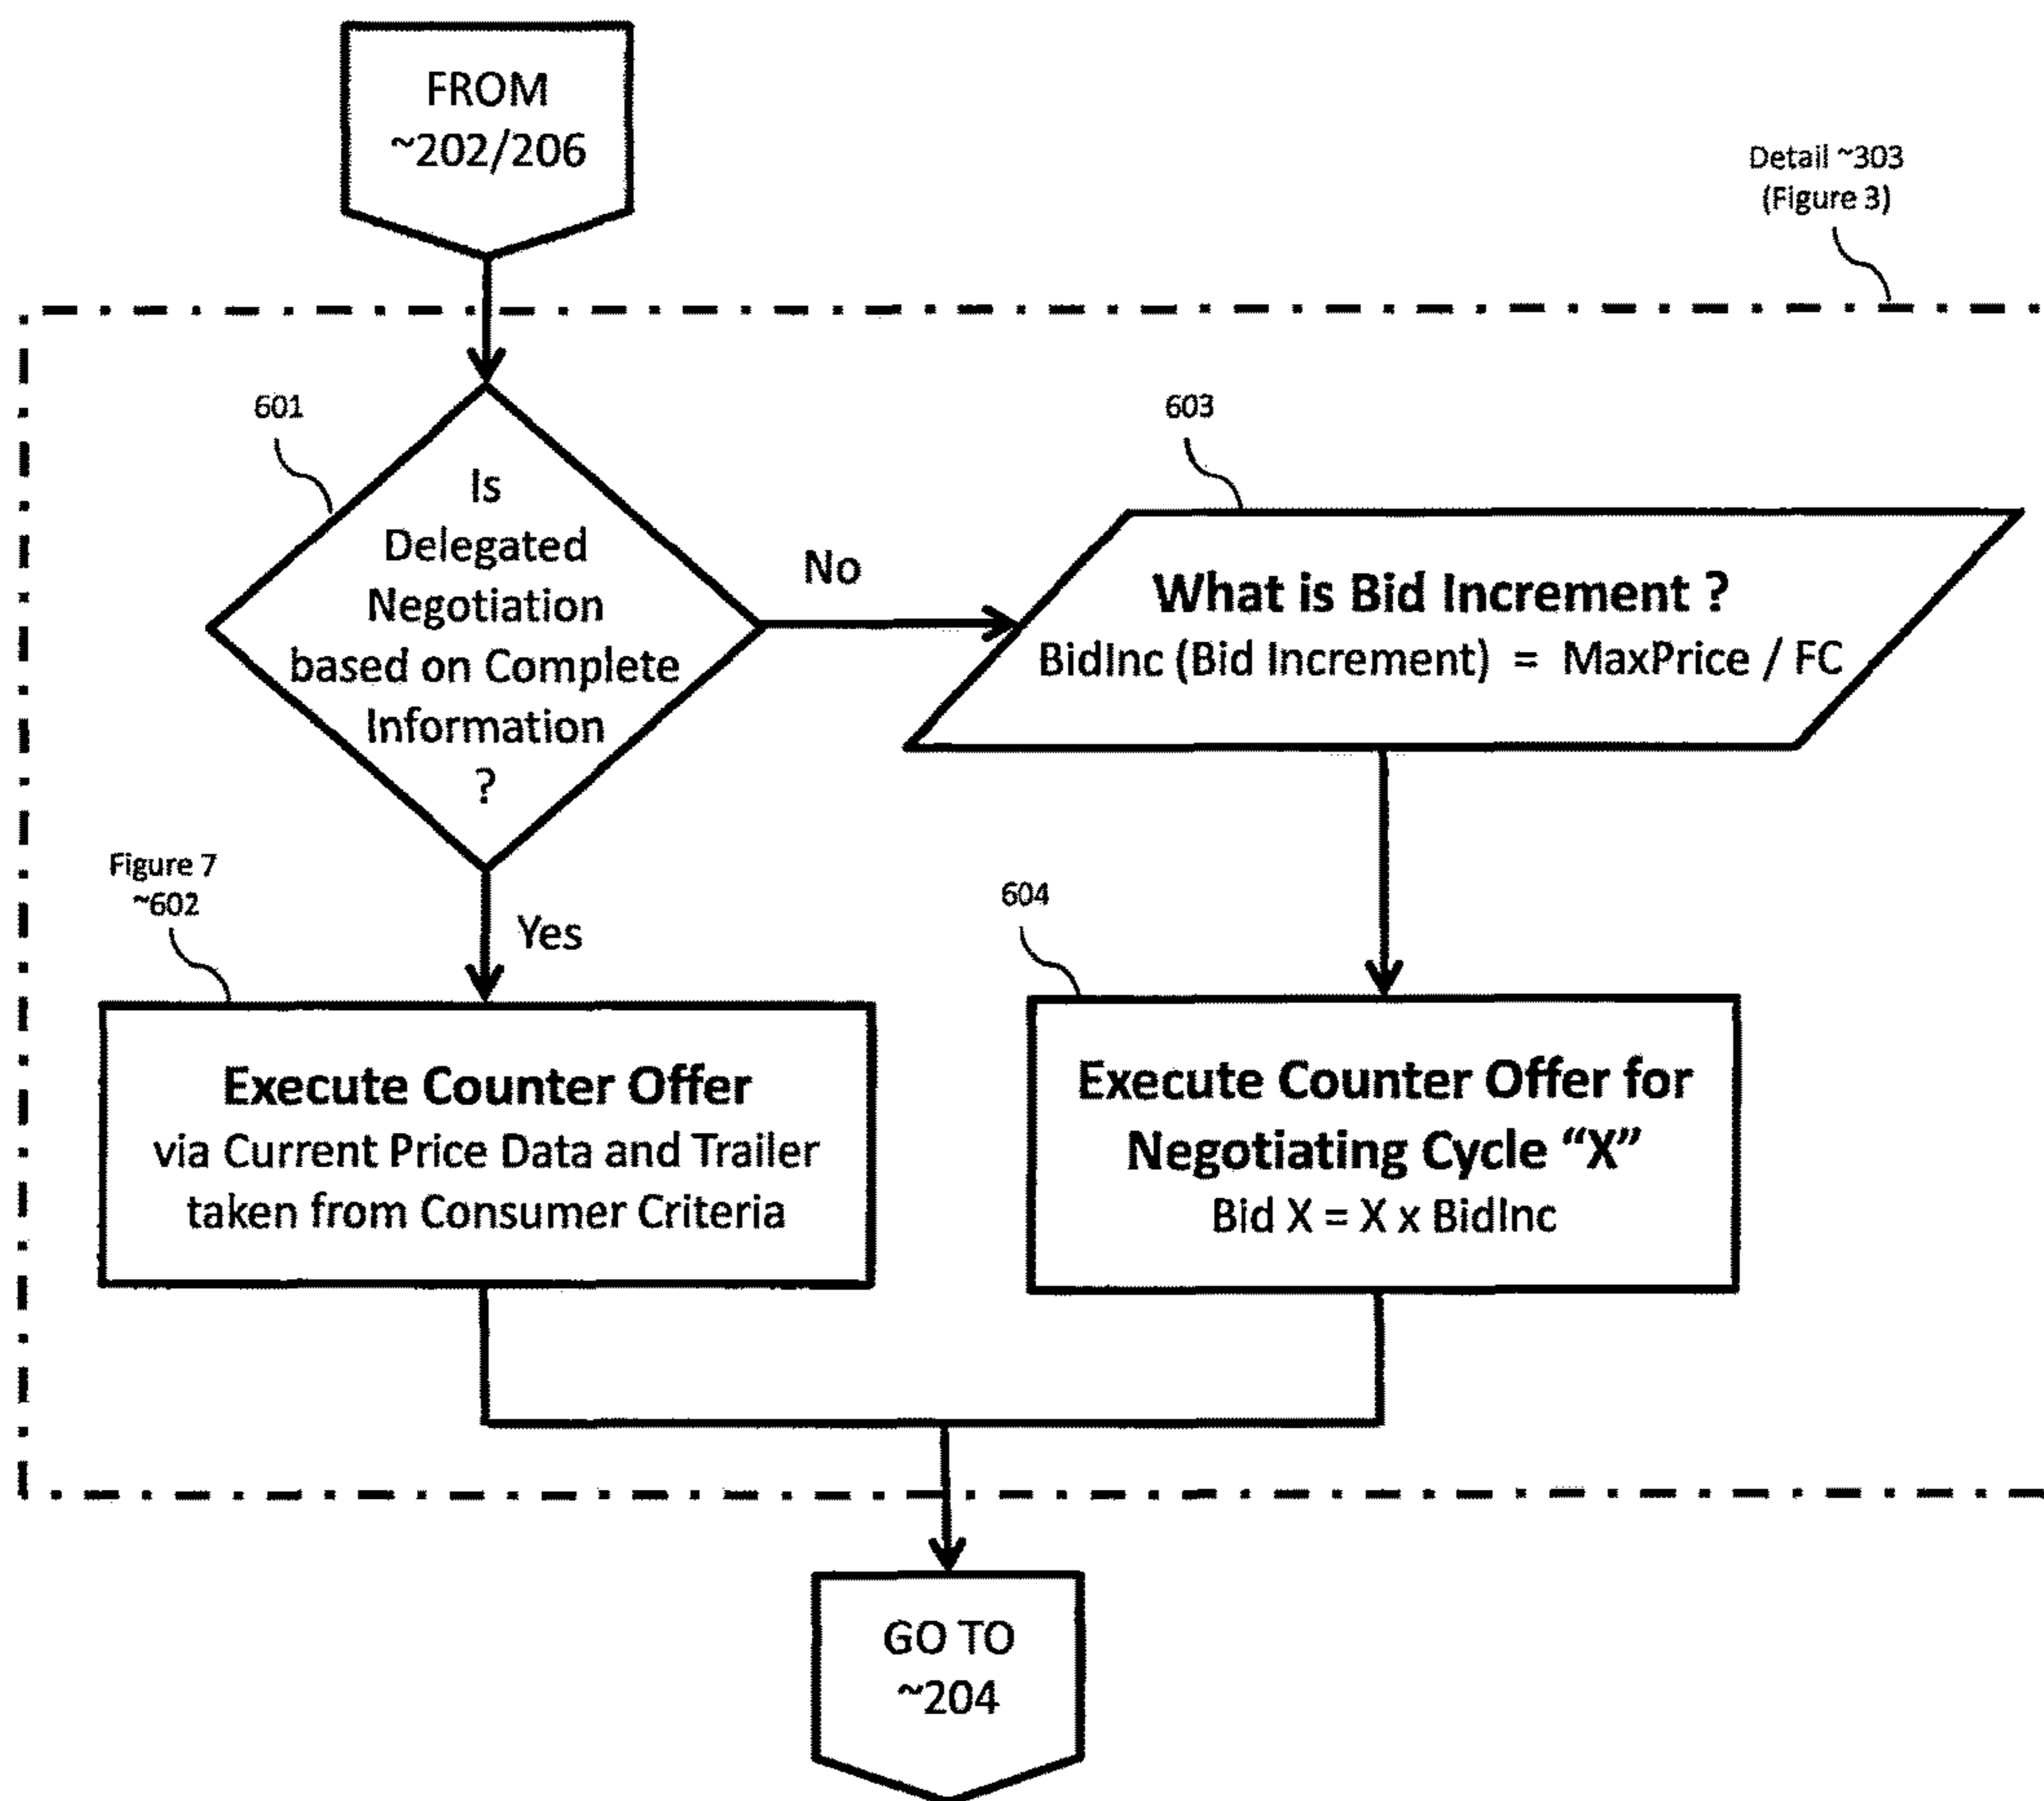 FROM
~202/206
Detail ~303
(Figure 3)
601
Is
Delegated
Negotiation
based on Complete
Information
?
No
603
What is Bid Increment ?
BidInc (Bid Increment) = MaxPrice / FC
Figure 7
~602
Yes
604
Execute Counter Offer
via Current Price Data and Trailer
taken from Consumer Criteria
Execute Counter Offer for
Negotiating Cycle “X”
Bid X = X x BidInc
GO TO
~204